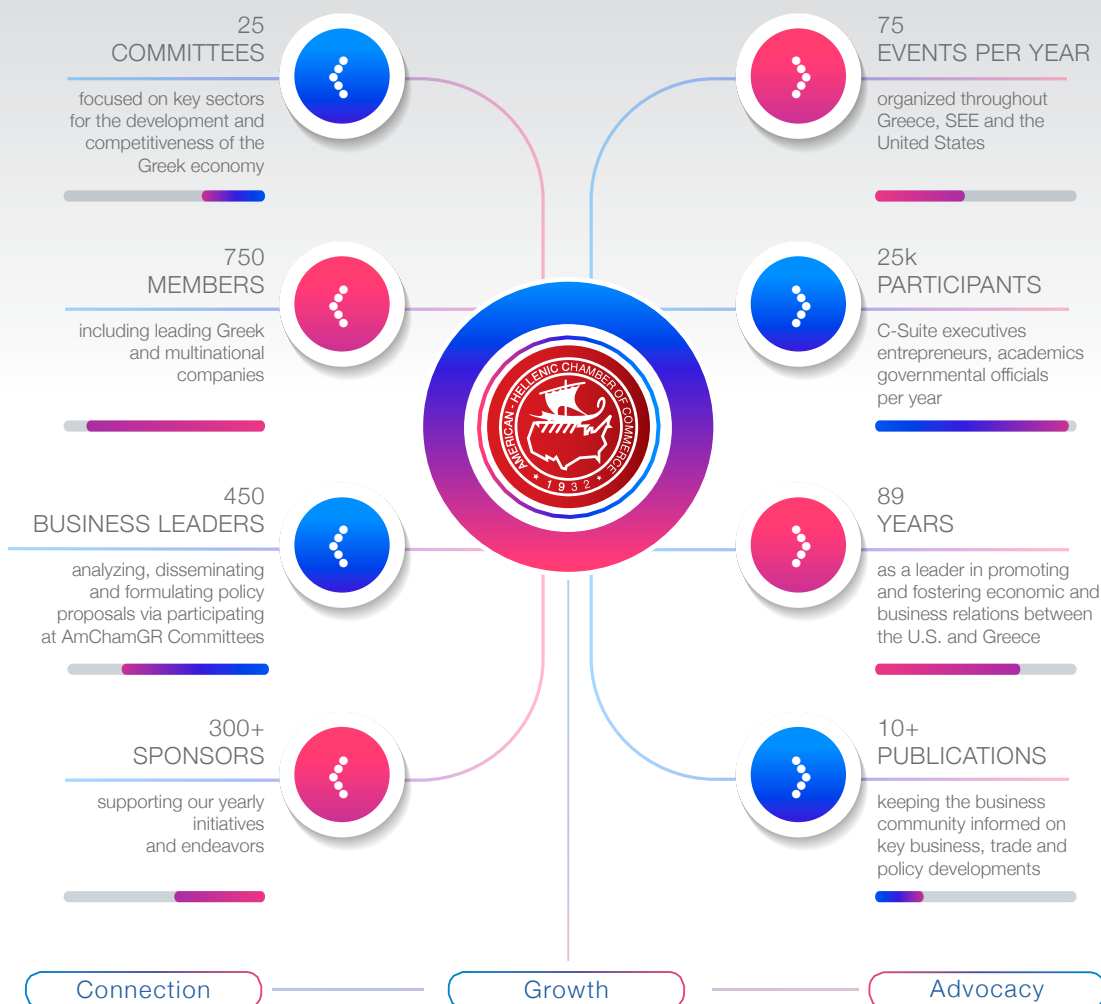 25
COMMITTEES
focused on key sectors
for the development and
competitiveness of the
Greek economy
750
MEMBERS
including leading Greek
and multinational
companies
450
BUSINESS LEADERS
analyzing, disseminating
and formulating policy
proposals via participating
at AmChamGR Committees
300+
SPONSORS
supporting our yearly
initiatives
and endeavors
AMERICAN - HELLENIC CHAMBER OF COMMERCE
* 1932 *
75
EVENTS PER YEAR
organized throughout
Greece, SEE and the
United States
25k
PARTICIPANTS
C-Suite executives
entrepreneurs, academics
governmental officials
per year
89
YEARS
as a leader in promoting
and fostering economic and
business relations between
the U.S. and Greece
10+
PUBLICATIONS
keeping the business
community informed on
key business, trade and
policy developments
Connection
Growth
Advocacy